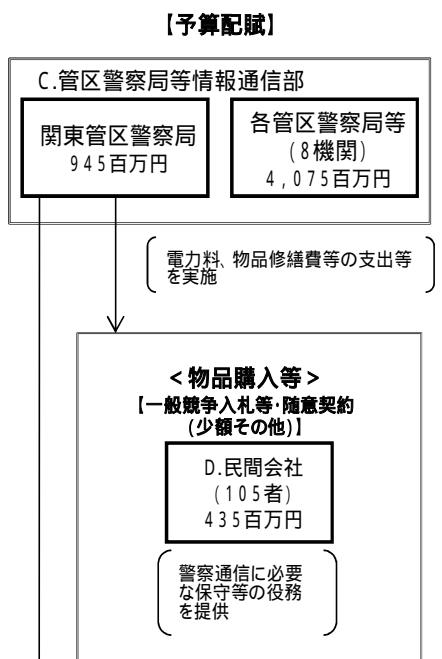 【予算配賦】
C.管区警察局等情報通信部
関東管区警察局
945百万円
各管区警察局等
(8機関)
4,075百万円
電力料、物品修繕費等の支出等
を実施
<物品購入等>
【一般競争入札等・随意契約
(少額その他)】
D.民間会社
(105者)
435百万円
警察通信に必要
な保守等の役務
を提供